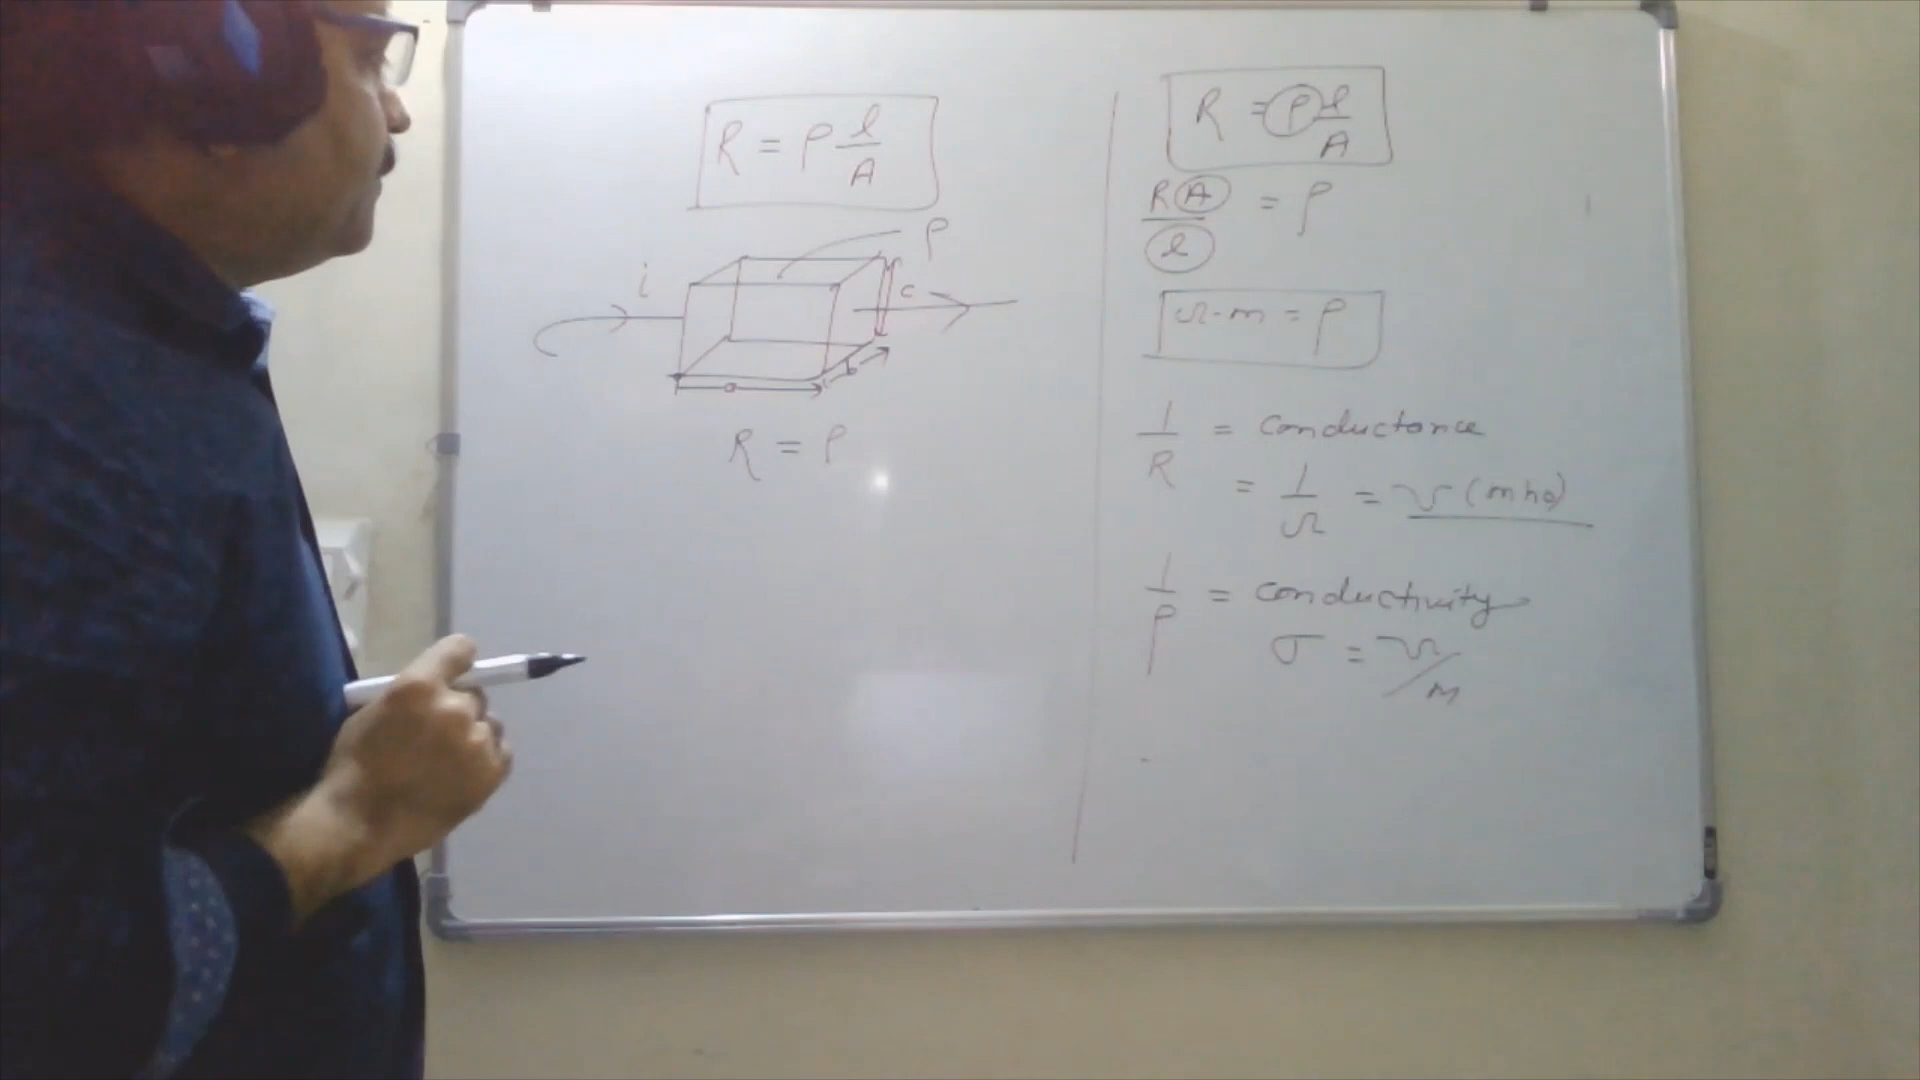 R = ρ l/A
ρ
i
c
b
a
R = ρ
R = ρ l/A
RA/l = ρ
Ω-m = ρ
1/R = conductance
= 1/Ω = ℧ (mho)
1/ρ = conductivity
σ = ℧/m